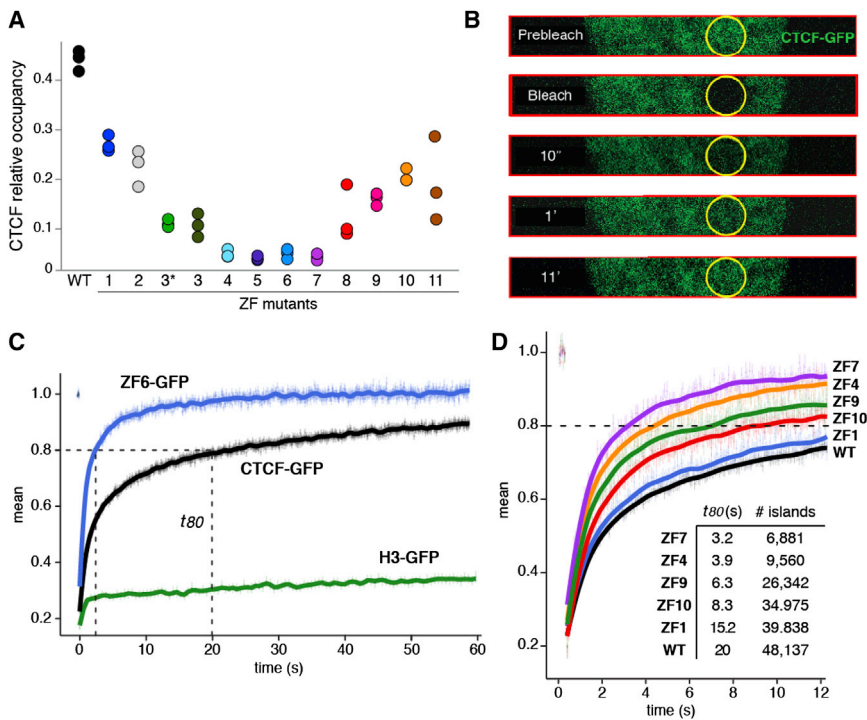 A
CTCF relative occupancy
0.4
0.3
0.2
0.1
0
WT 1 2 3* 3 4 5 6 7 8 9 10 11
ZF mutants
B
Prebleach CTCF-GFP
Bleach
10″
1′
11′
C
mean
1.0
0.8
0.6
0.4
0.2
ZF6-GFP
CTCF-GFP
t80
H3-GFP
0 10 20 30 40 50 60
time (s)
D
mean
1.0
0.8
0.6
0.4
0.2
ZF7
ZF4
ZF9
ZF10
ZF1
WT
t80(s) # islands
ZF7 3.2 6,881
ZF4 3.9 9,560
ZF9 6.3 26,342
ZF10 8.3 34.975
ZF1 15.2 39.838
WT 20 48,137
0 2 4 6 8 10 12
time (s)